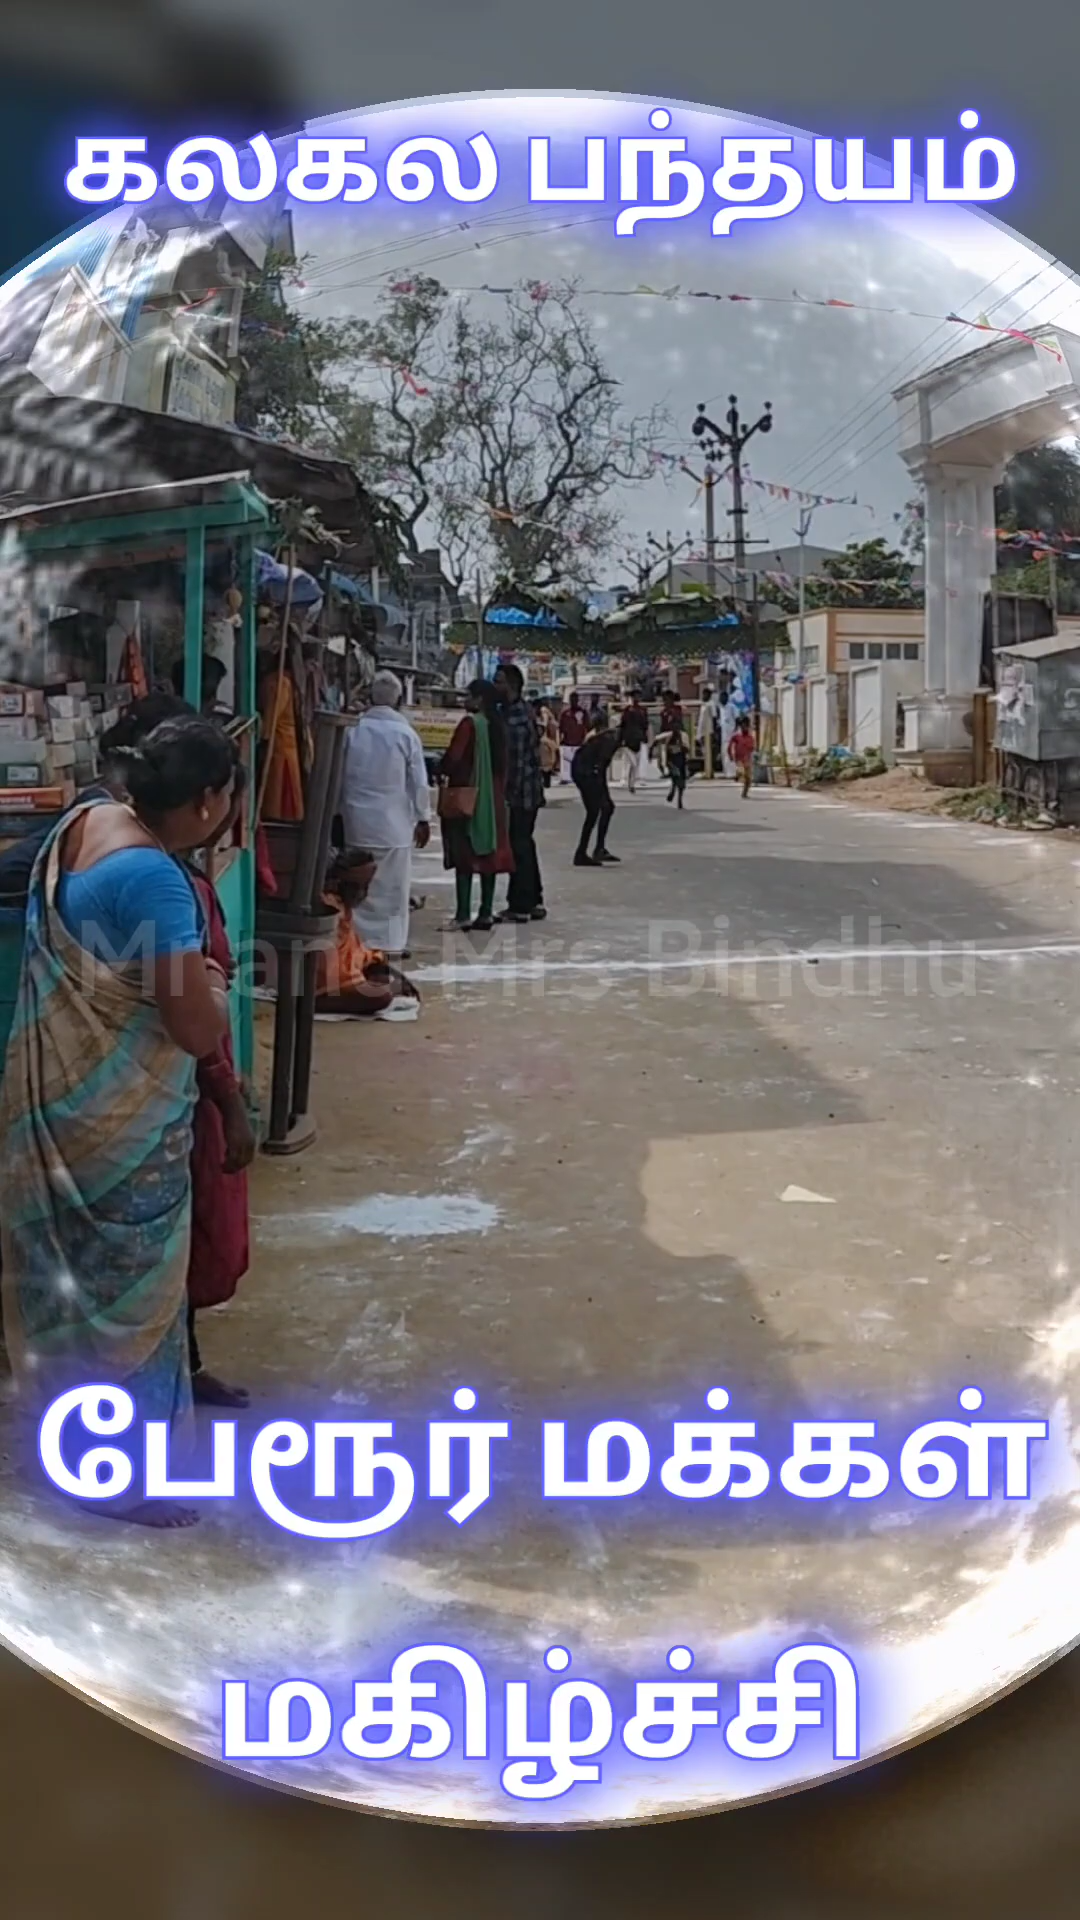 கலகல பந்தயம்
Mr and Mrs Bindhu
பேரூர் மக்கள்
மகிழ்ச்சி